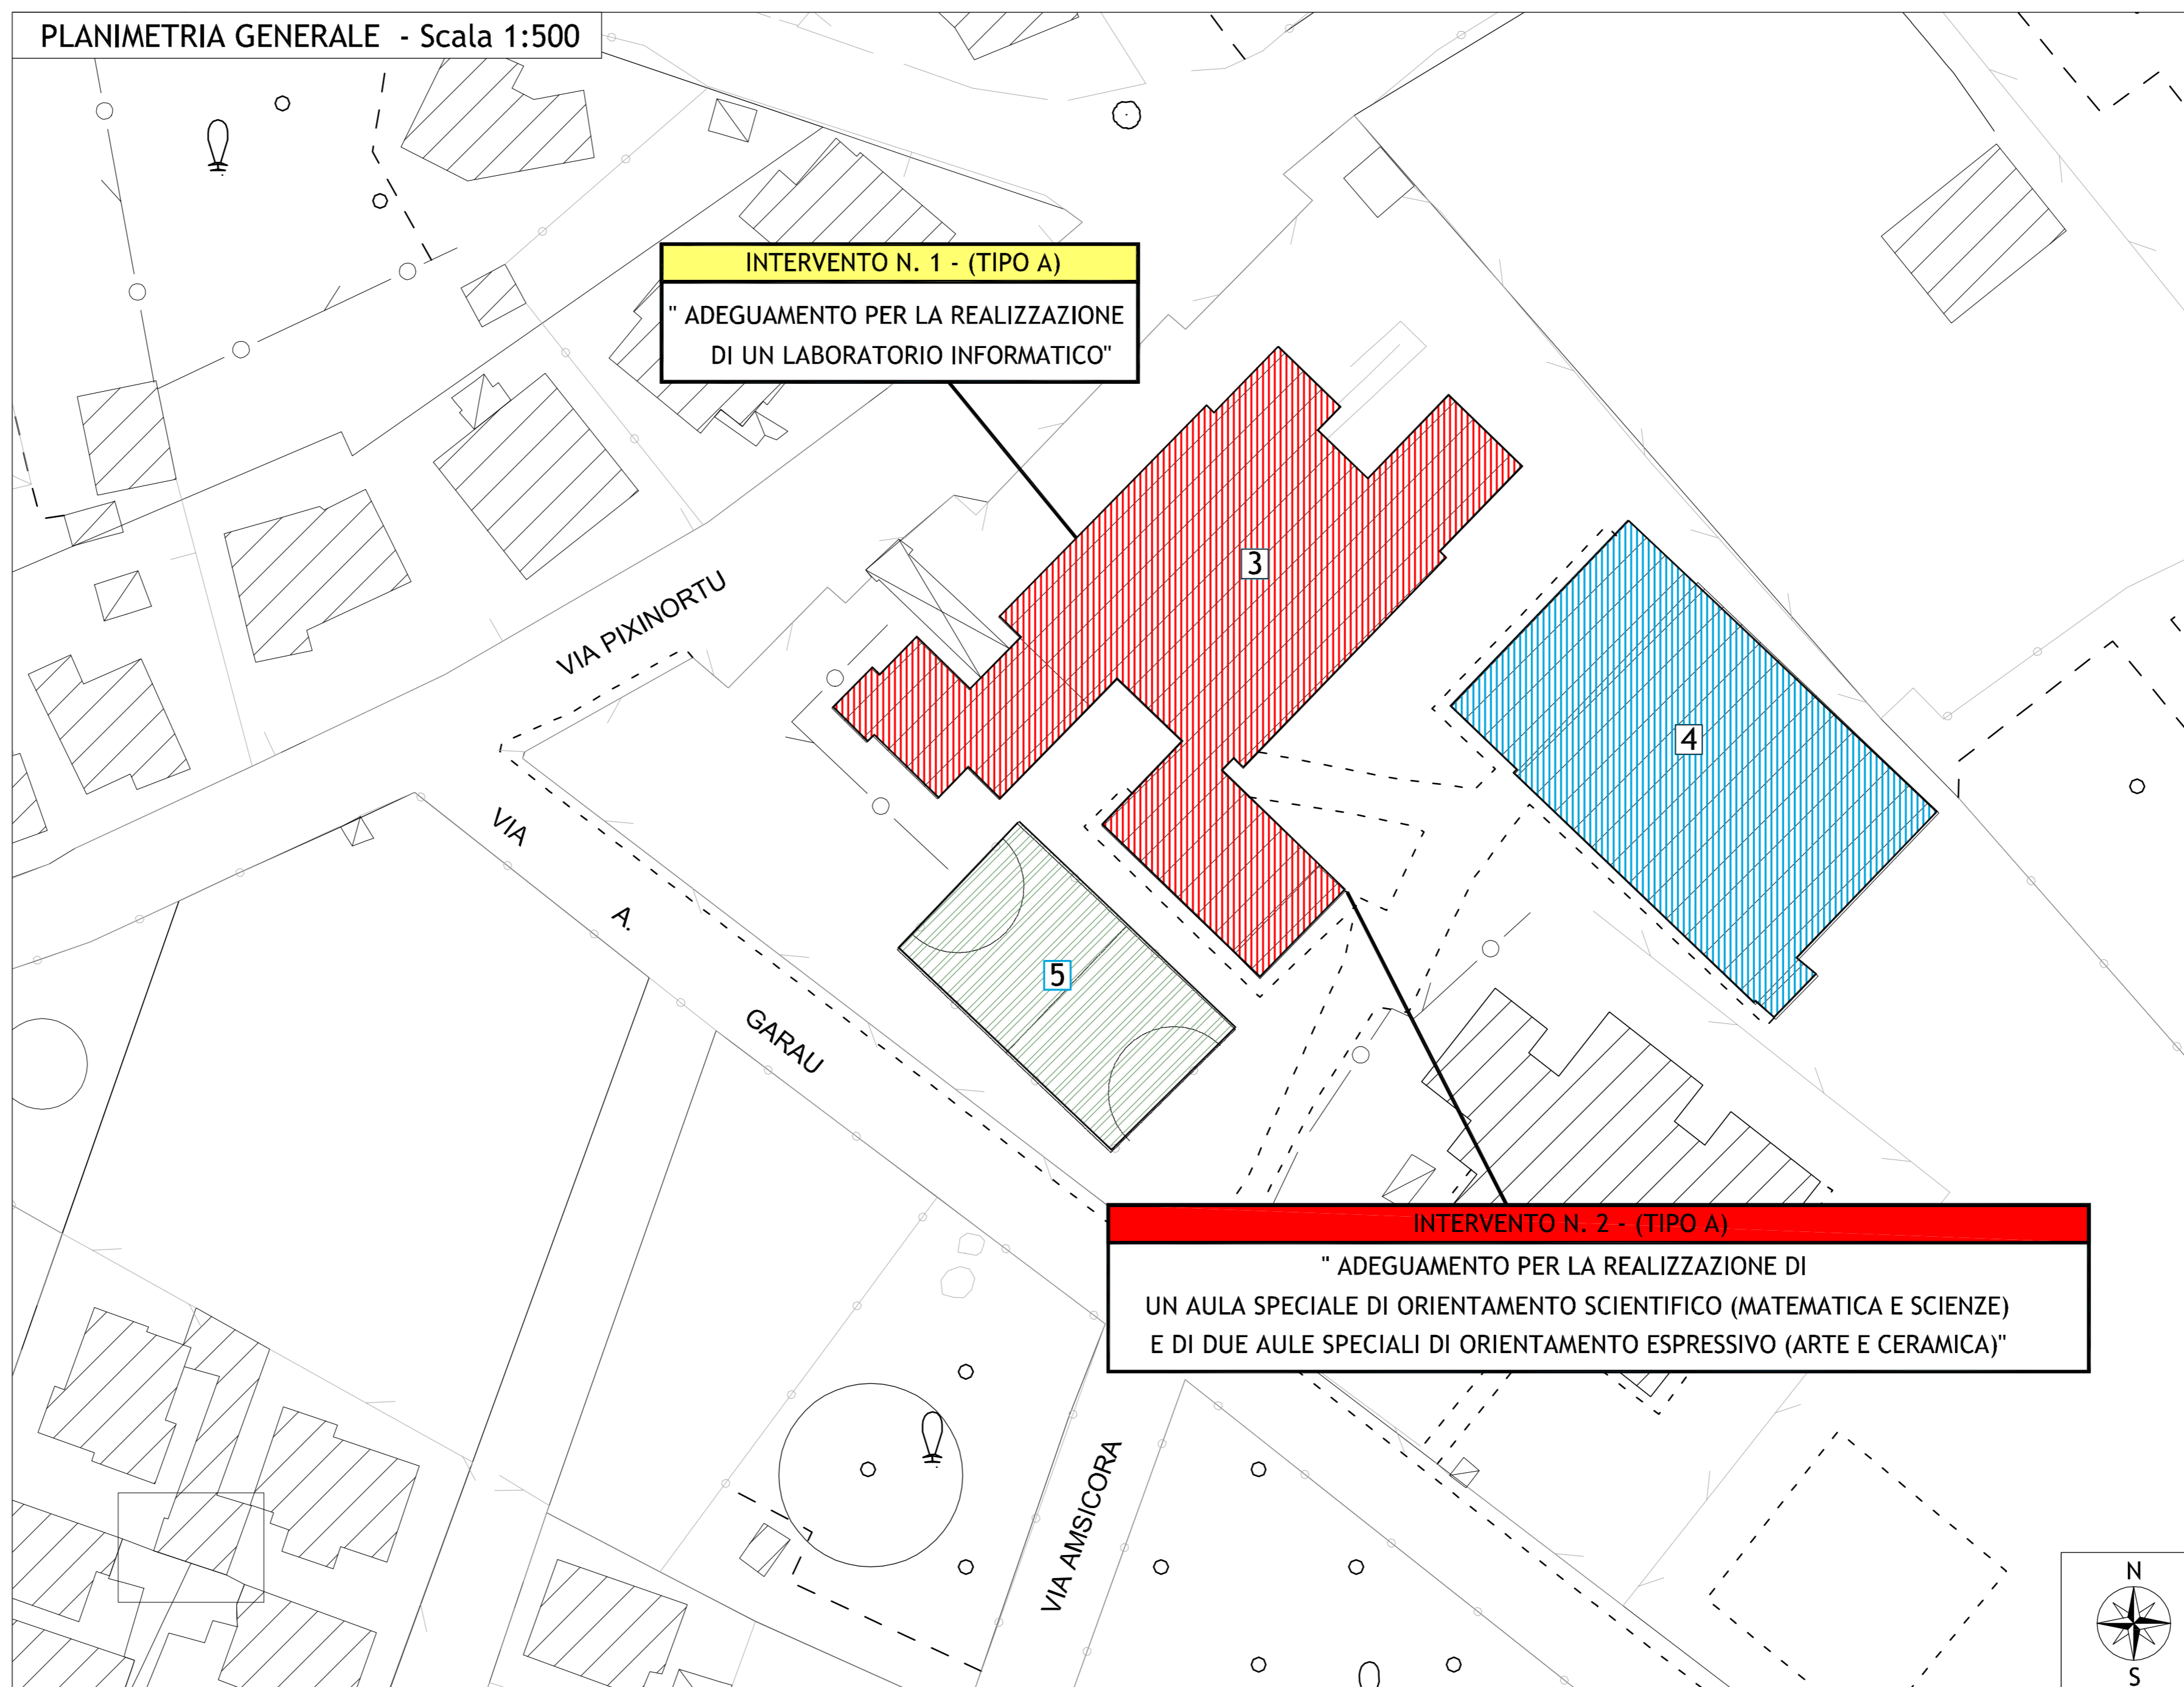 PLANIMETRIA GENERALE - Scala 1:500
INTERVENTO N. 1 - (TIPO A)
" ADEGUAMENTO PER LA REALIZZAZIONE
DI UN LABORATORIO INFORMATICO"
3
4
VIA PIXINORTU
VIA
A.
GARAU
5
INTERVENTO N. 2 - (TIPO A)
" ADEGUAMENTO PER LA REALIZZAZIONE DI
UN AULA SPECIALE DI ORIENTAMENTO SCIENTIFICO (MATEMATICA E SCIENZE)
E DI DUE AULE SPECIALI DI ORIENTAMENTO ESPRESSIVO (ARTE E CERAMICA)"
VIA AMSICORA
N
S